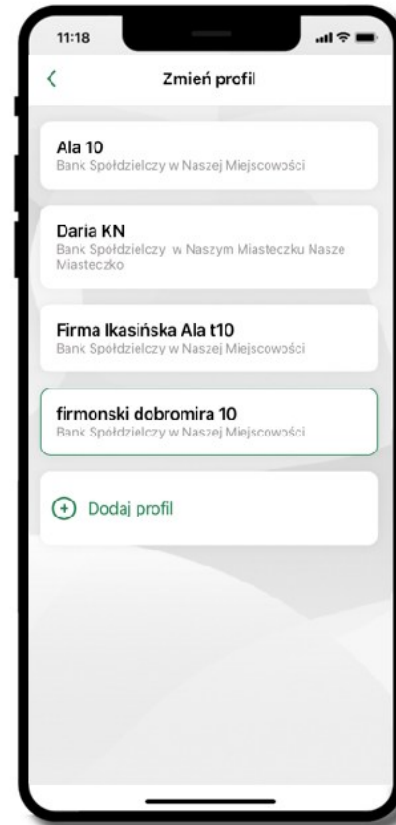 11:18
Zmień profil
Ala 10
Bank Spółdzielczy w Naszej Miejscowości
Daria KN
Bank Spółdzielczy w Naszym Miasteczku Nasze
Miasteczko
Firma Ikasińska Ala t10
Bank Spółdzielczy w Naszej Miejscowości
firmonski dobromira 10
Bank Spółdzielczy w Naszej Miejscowości
Dodaj profil